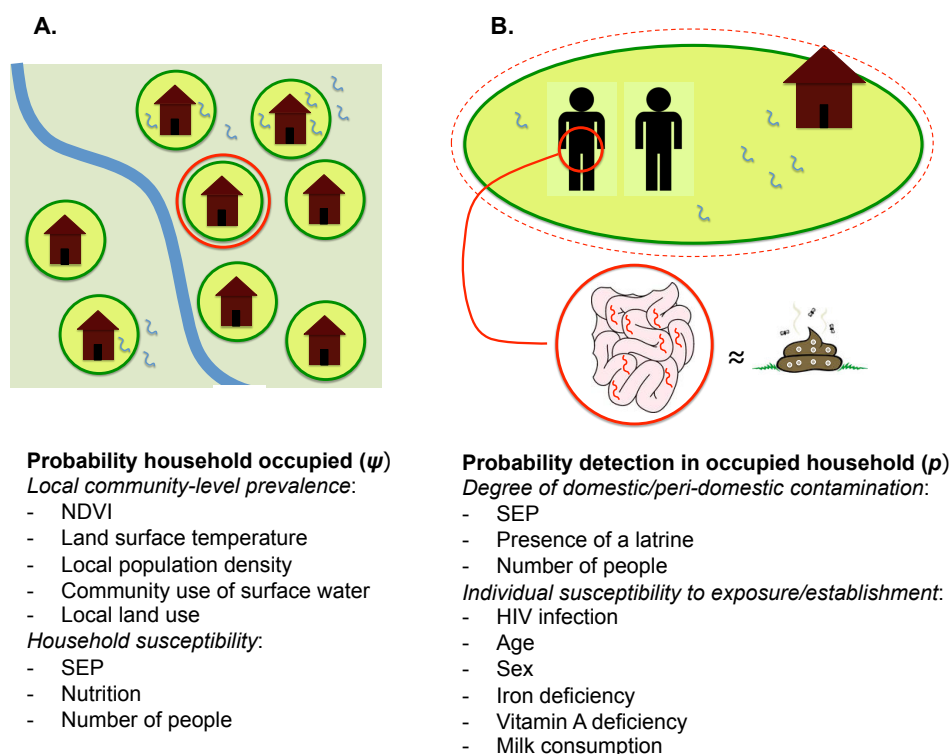 A.
B.
≈
Probability household occupied (ψ)
Local community-level prevalence:
- NDVI
- Land surface temperature
- Local population density
- Community use of surface water
- Local land use
Household susceptibility:
- SEP
- Nutrition
- Number of people
Probability detection in occupied household (p)
Degree of domestic/peri-domestic contamination:
- SEP
- Presence of a latrine
- Number of people
Individual susceptibility to exposure/establishment:
- HIV infection
- Age
- Sex
- Iron deficiency
- Vitamin A deficiency
- Milk consumption